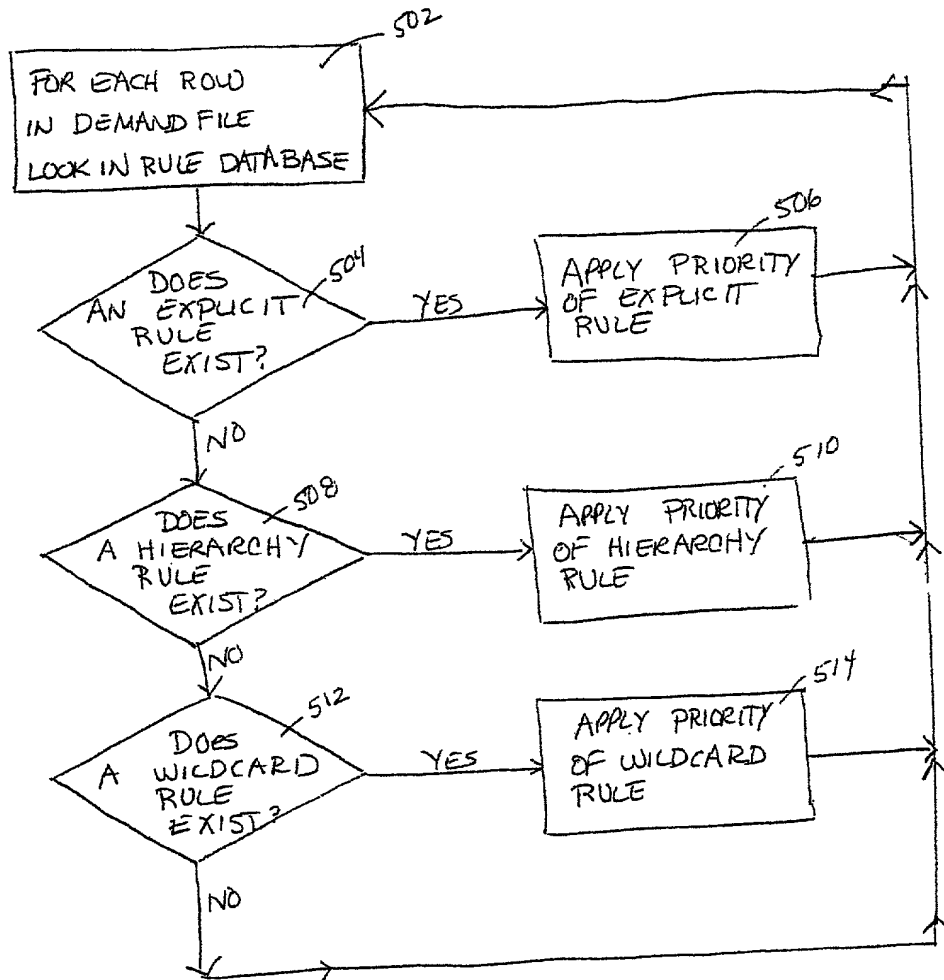 502
FOR EACH ROW
IN DEMAND FILE
LOOK IN RULE DATABASE
DOES
AN EXPLICIT
RULE
EXIST?
504
YES
506
APPLY PRIORITY
OF EXPLICIT
RULE
NO
DOES
A HIERARCHY
RULE
EXIST?
508
YES
510
APPLY PRIORITY
OF HIERARCHY
RULE
NO
DOES
A WILDCARD
RULE
EXIST?
512
YES
514
APPLY PRIORITY
OF WILDCARD
RULE
NO